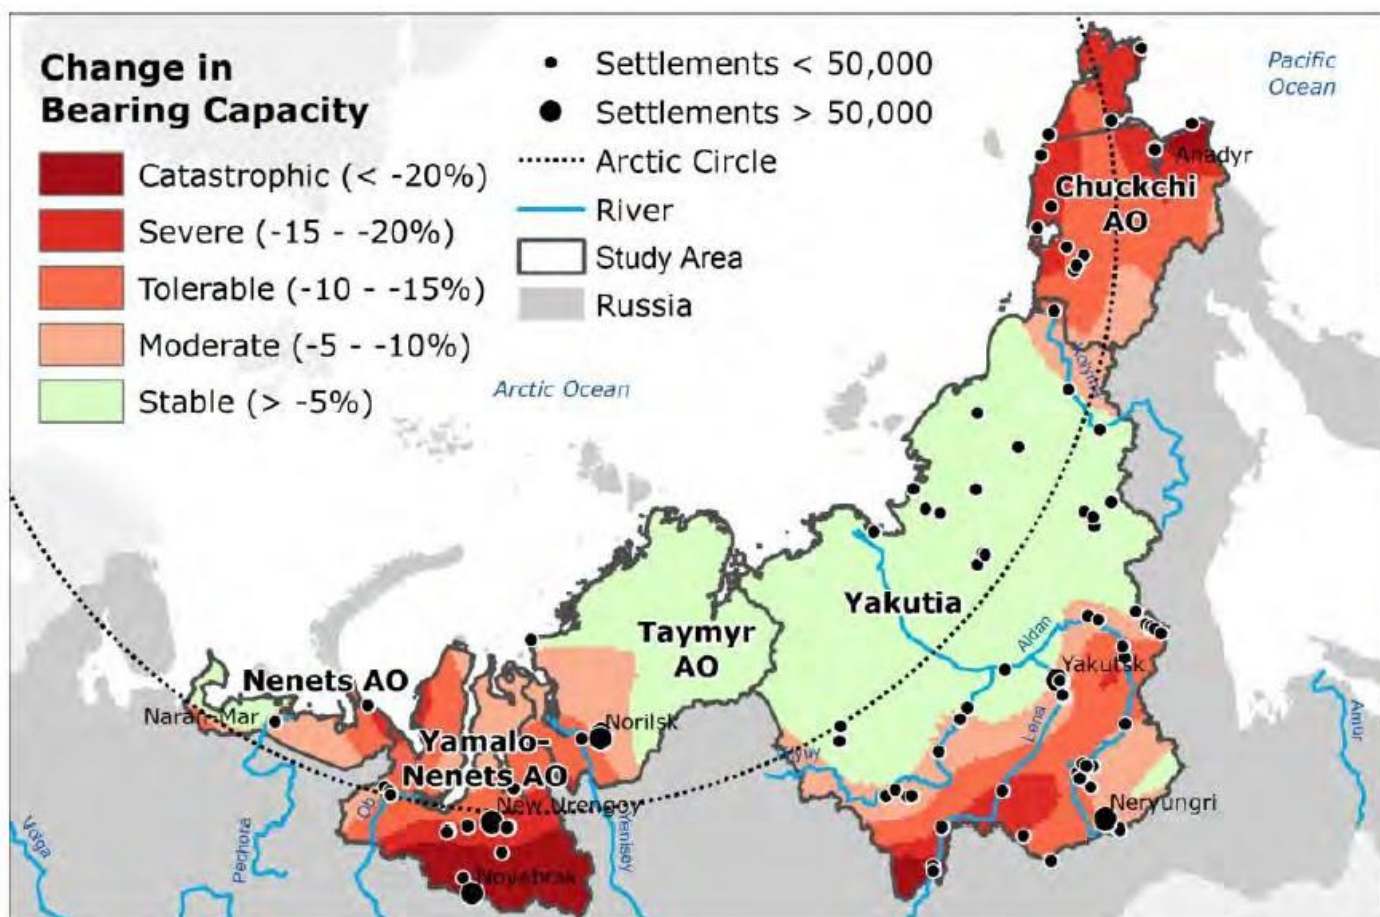 Change in
Bearing Capacity
Catastrophic (< -20%)
Severe (-15 - -20%)
Tolerable (-10 - -15%)
Moderate (-5 - -10%)
Stable (> -5%)
Settlements < 50,000
Settlements > 50,000
Arctic Circle
River
Study Area
Russia
Pacific
Ocean
Arctic Ocean
Anadyr
Chuckchi
AO
Kolyma
Yakutia
Taymyr
AO
Aldan
Yakutsk
Nenets AO
Naran-Mar
Norilsk
Yamalo-
Nenets AO
New Urengoy
Ob
Lena
Neryungri
Amur
Volga
Pechora
Yenisey